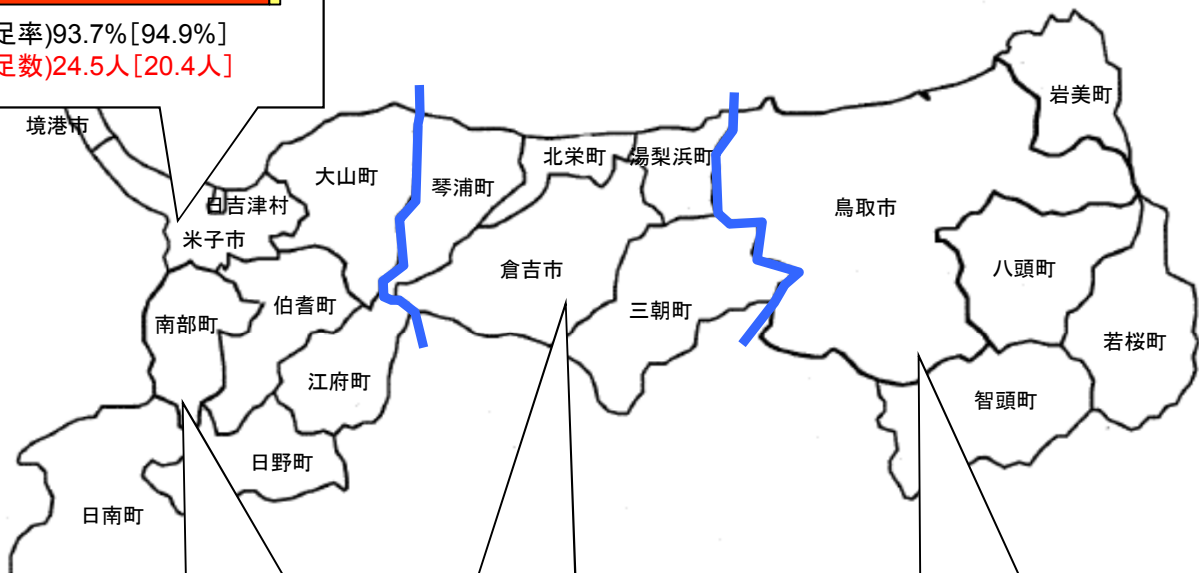 足率)93.7%[94.9%]
足数)24.5人[20.4人]
岩美町
境港市
北栄町
湯梨浜町
大山町
琴浦町
日吉津村
鳥取市
米子市
倉吉市
八頭町
伯耆町
三朝町
南部町
若桜町
江府町
智頭町
日野町
日南町